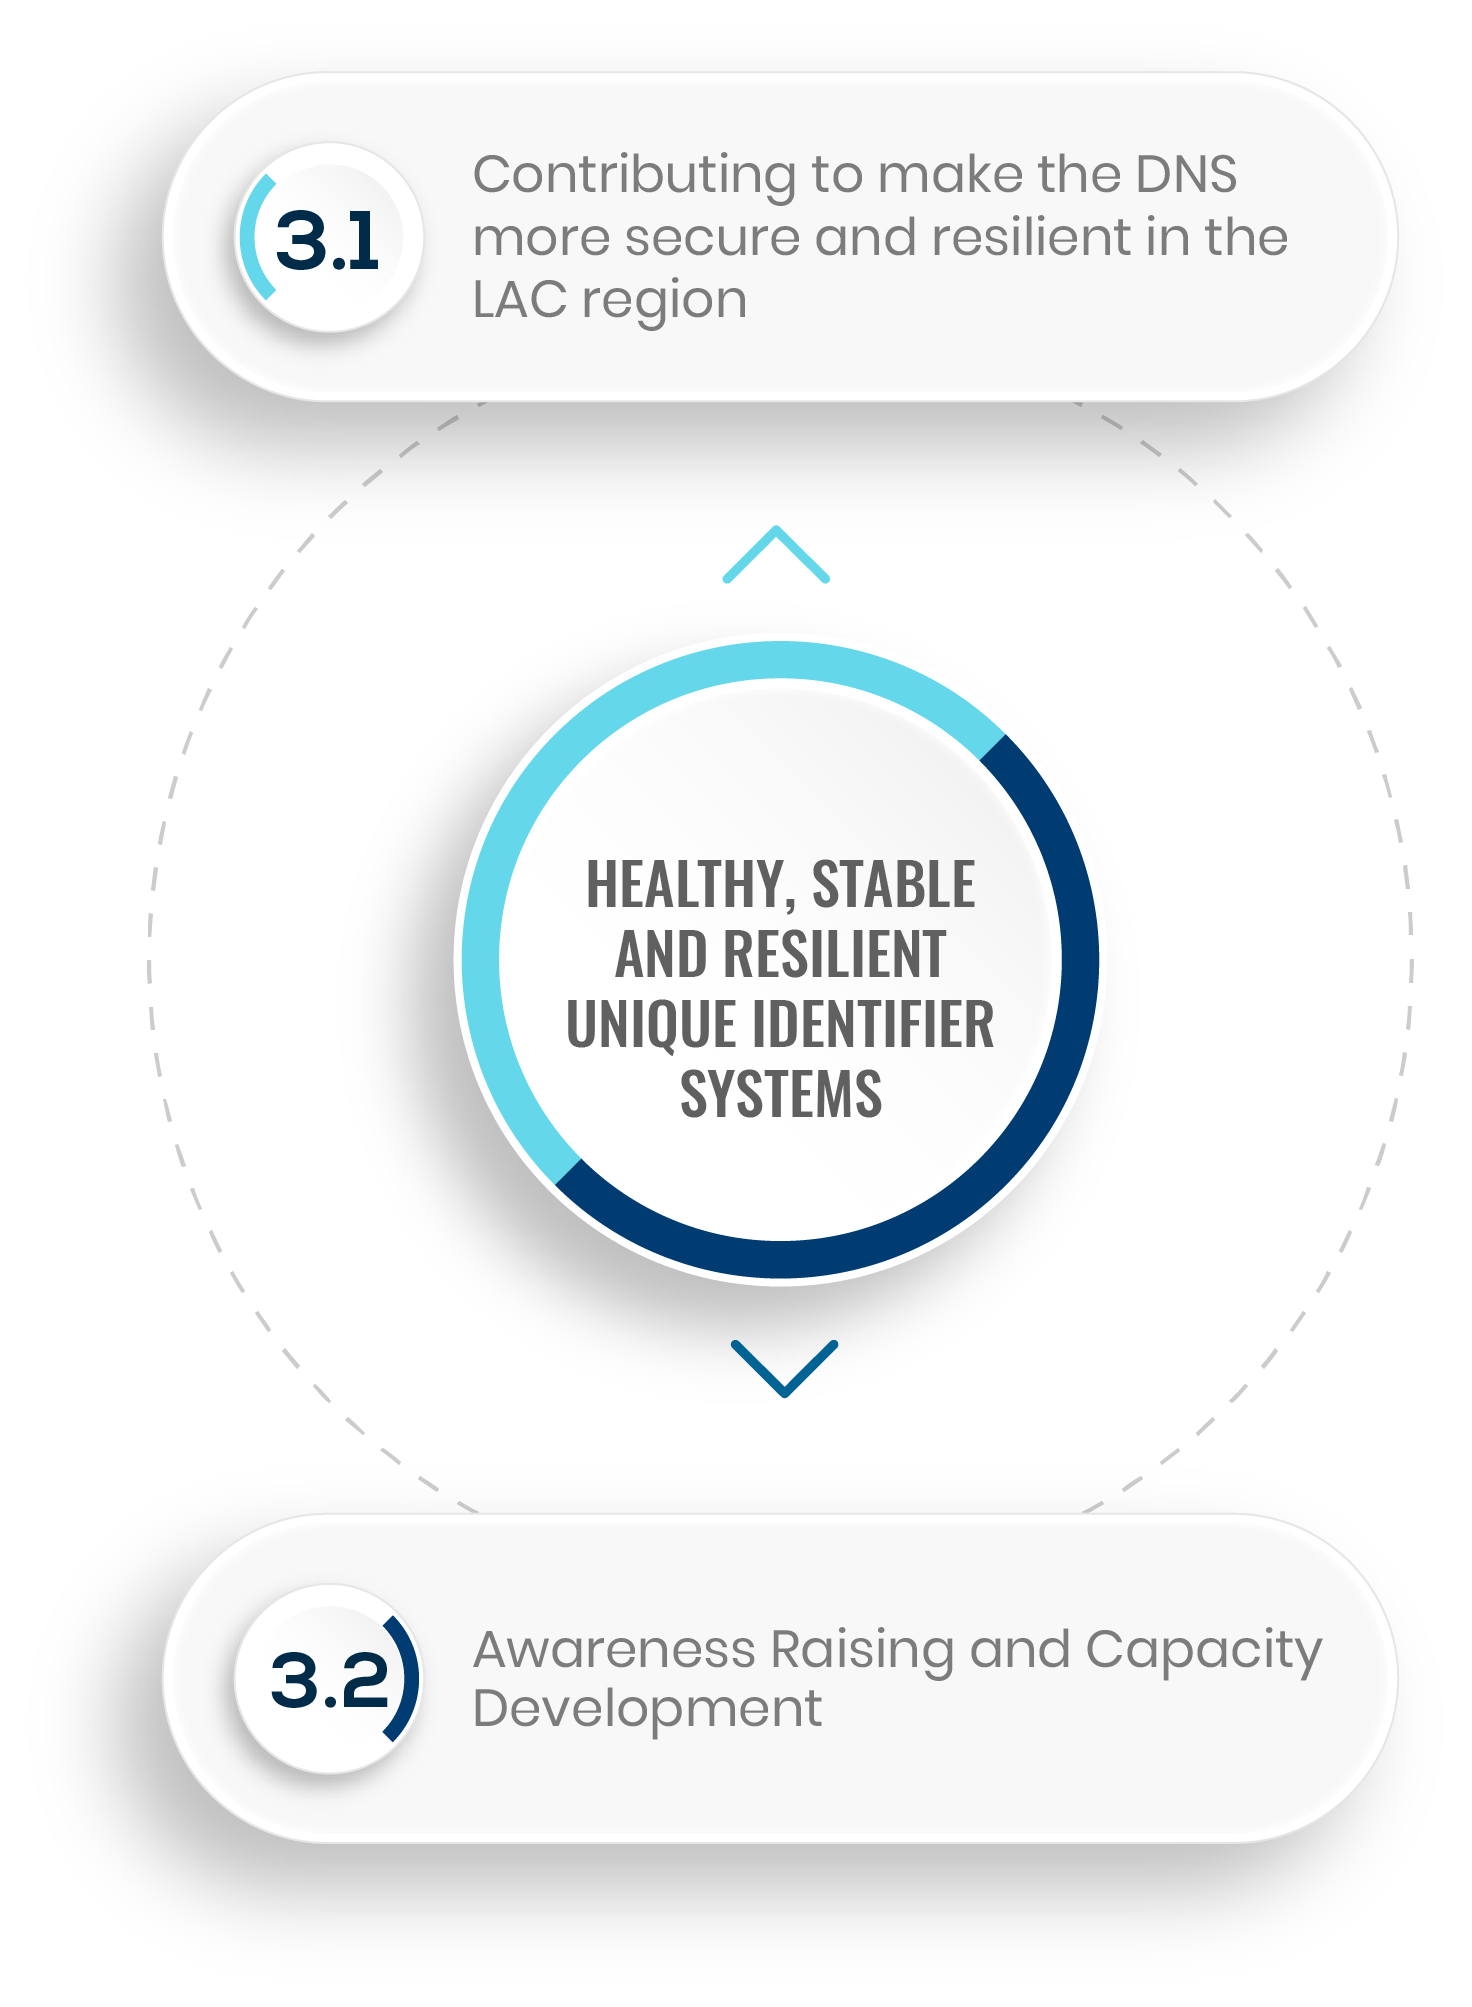 3.1
Contributing to make the DNS
more secure and resilient in the
LAC region
HEALTHY, STABLE
AND RESILIENT
UNIQUE IDENTIFIER
SYSTEMS
3.2
Awareness Raising and Capacity
Development